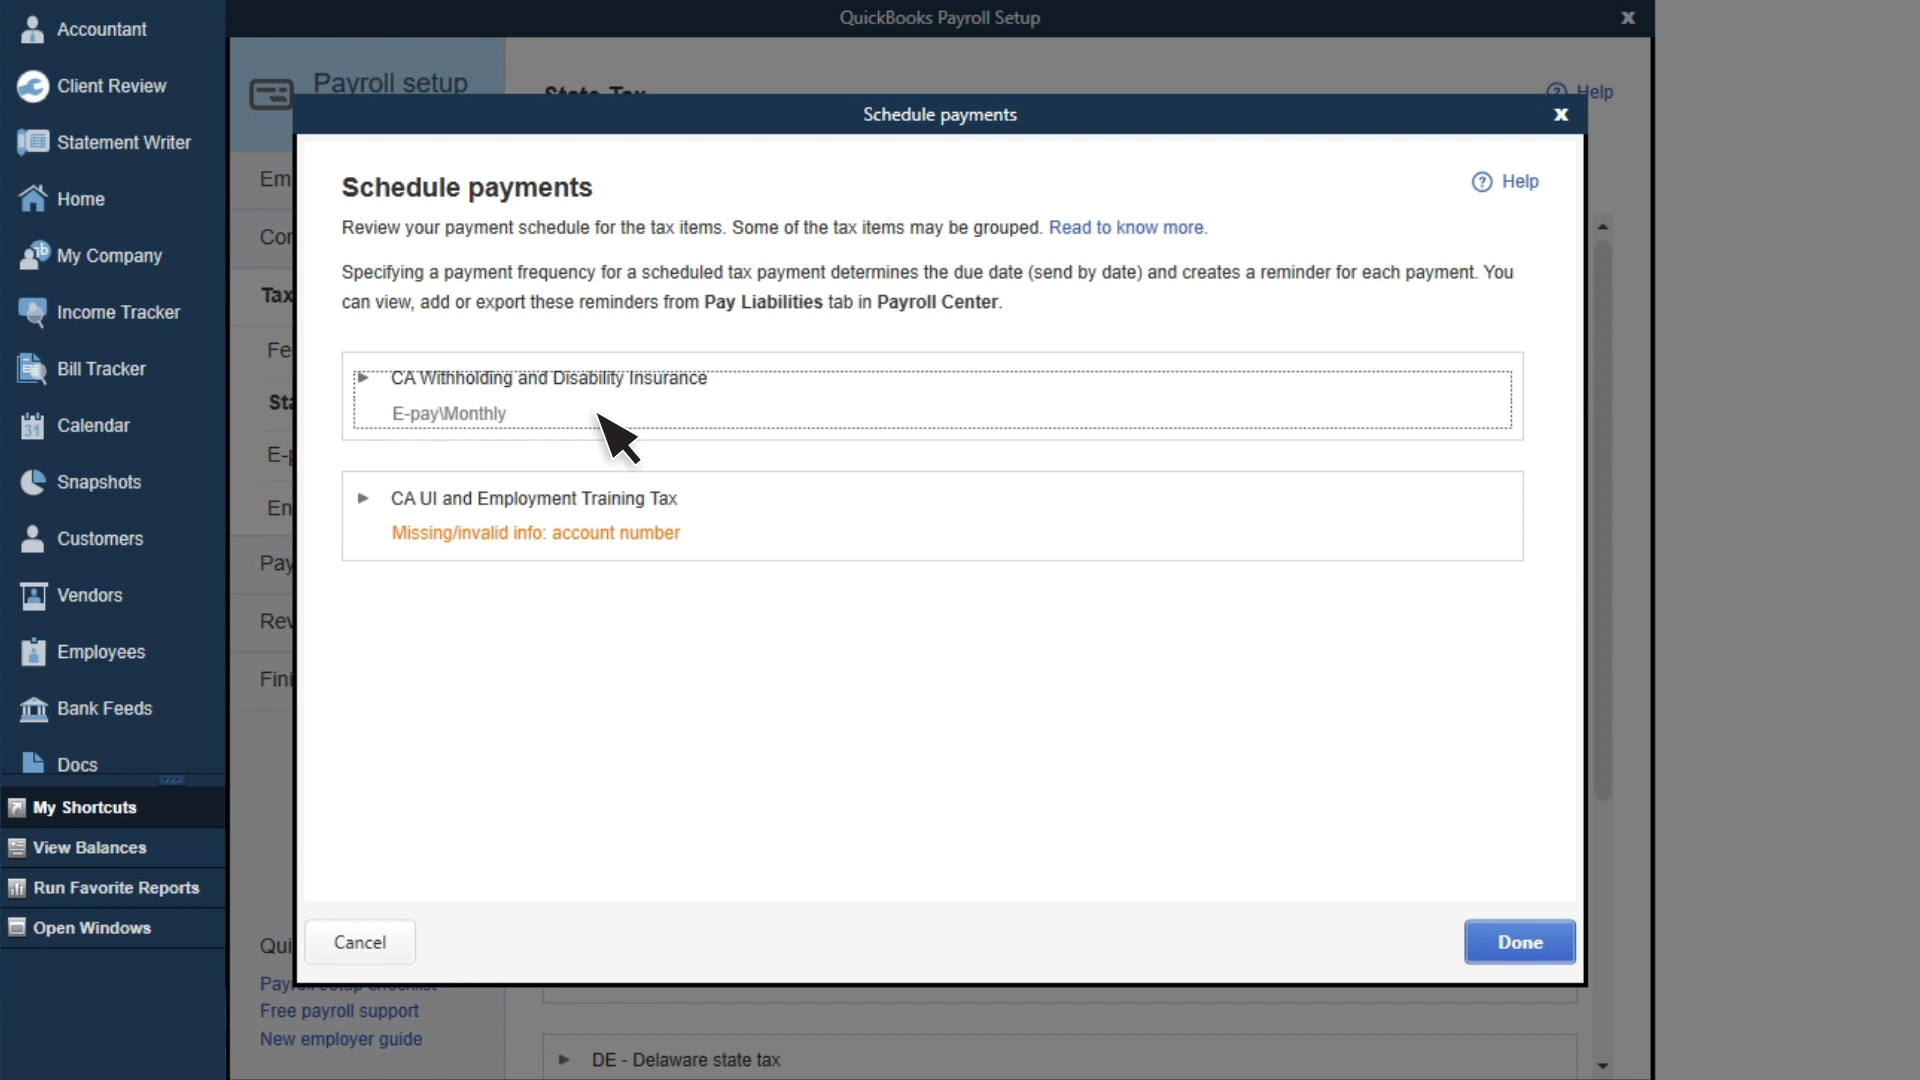 Accountant
Client Review
Statement Writer
Home
My Company
Income Tracker
Bill Tracker
31
Calendar
Snapshots
Customers
Vendors
Employees
Bank Feeds
Docs
My Shortcuts
View Balances
Run Favorite Reports
Open Windows
QuickBooks Payroll Setup
x
Payroll setup
State Tax
Help
Em
Tax
Fe
E-
En
Pay
Fini
Qui
Payroll setup checklist
Free payroll support
New employer guide
DE - Delaware state tax
Schedule payments
x
Schedule payments
? Help
Review your payment schedule for the tax items. Some of the tax items may be grouped. Read to know more.
Specifying a payment frequency for a scheduled tax payment determines the due date (send by date) and creates a reminder for each payment. You
can view, add or export these reminders from Pay Liabilities tab in Payroll Center.
CA Withholding and Disability Insurance
E-pay\Monthly
CA UI and Employment Training Tax
Missing/invalid info: account number
Cancel
Done